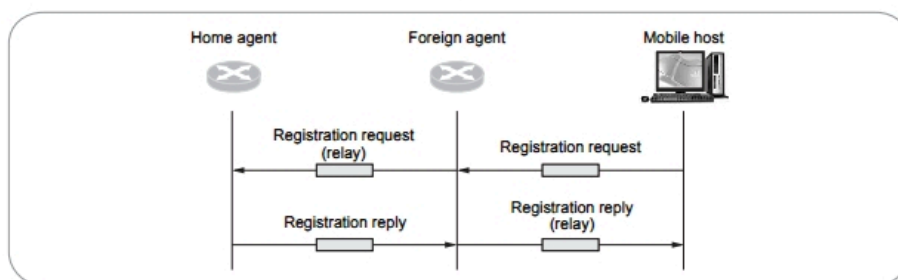 Home agent
Foreign agent
Mobile host
Registration request
(relay)
Registration request
Registration reply
Registration reply
(relay)